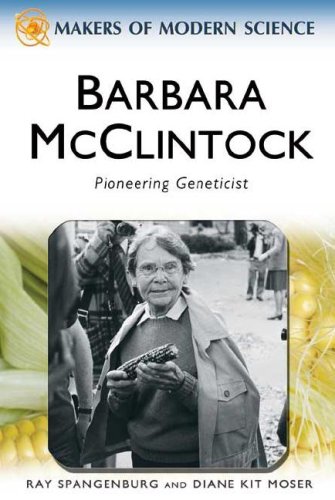 MAKERS OF MODERN SCIENCE
BARBARA
MCCLINTOCK
Pioneering Geneticist
RAY SPANGENBURG AND DIANE KIT MOSER